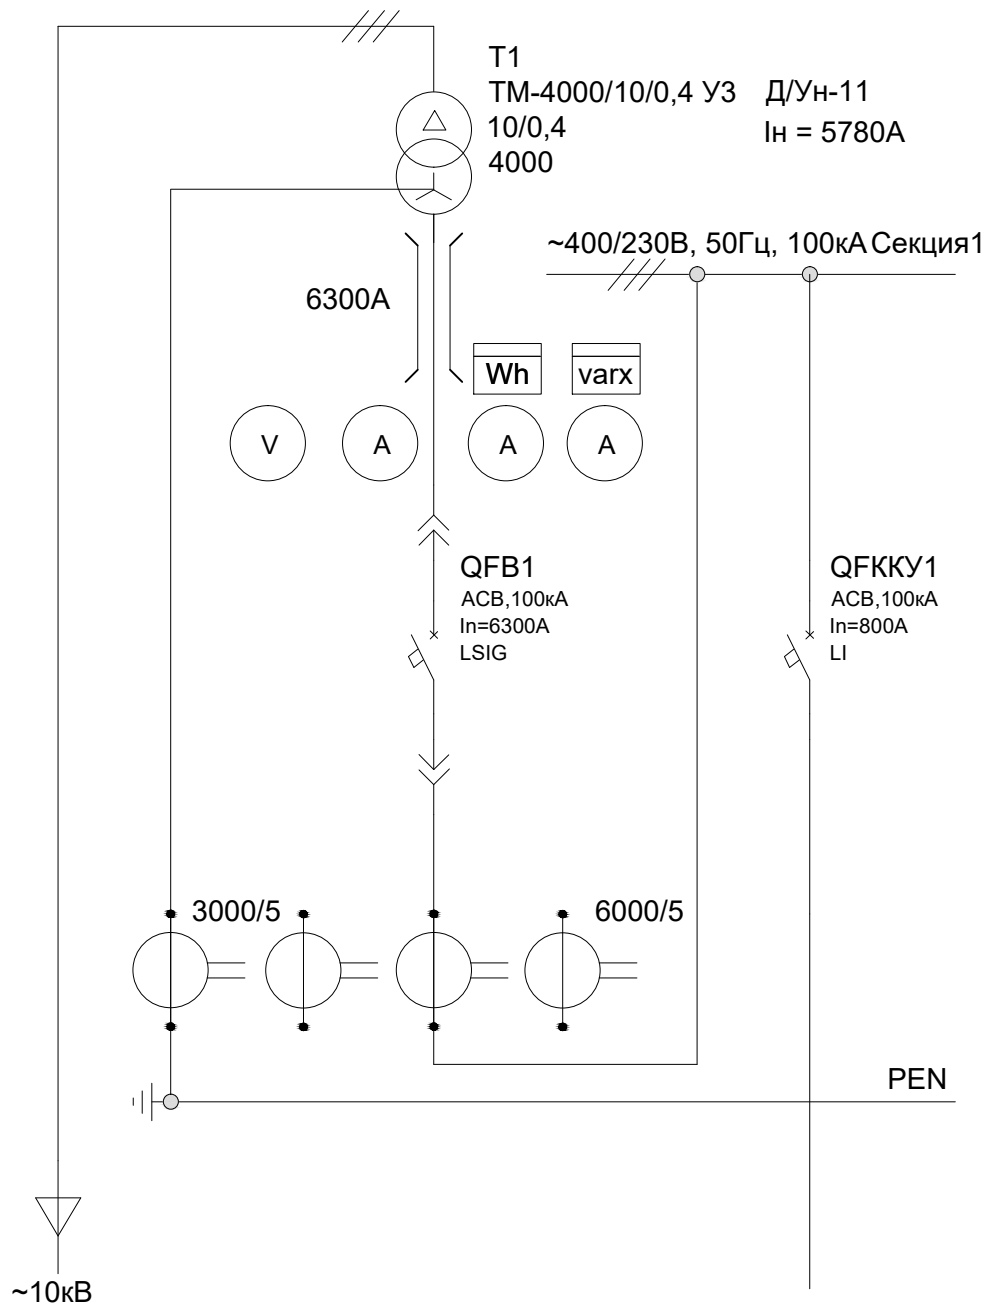 T1
ТМ-4000/10/0,4 У3
Д/Ун-11
10/0,4
Iн = 5780А
4000
~400/230В, 50Гц, 100кА Секция1
6300А
Wh
varx
V
A
A
A
QFB1
ACB,100кА
In=6300A
LSIG
QFККУ1
ACB,100кА
In=800A
LI
3000/5
6000/5
PEN
~10кВ